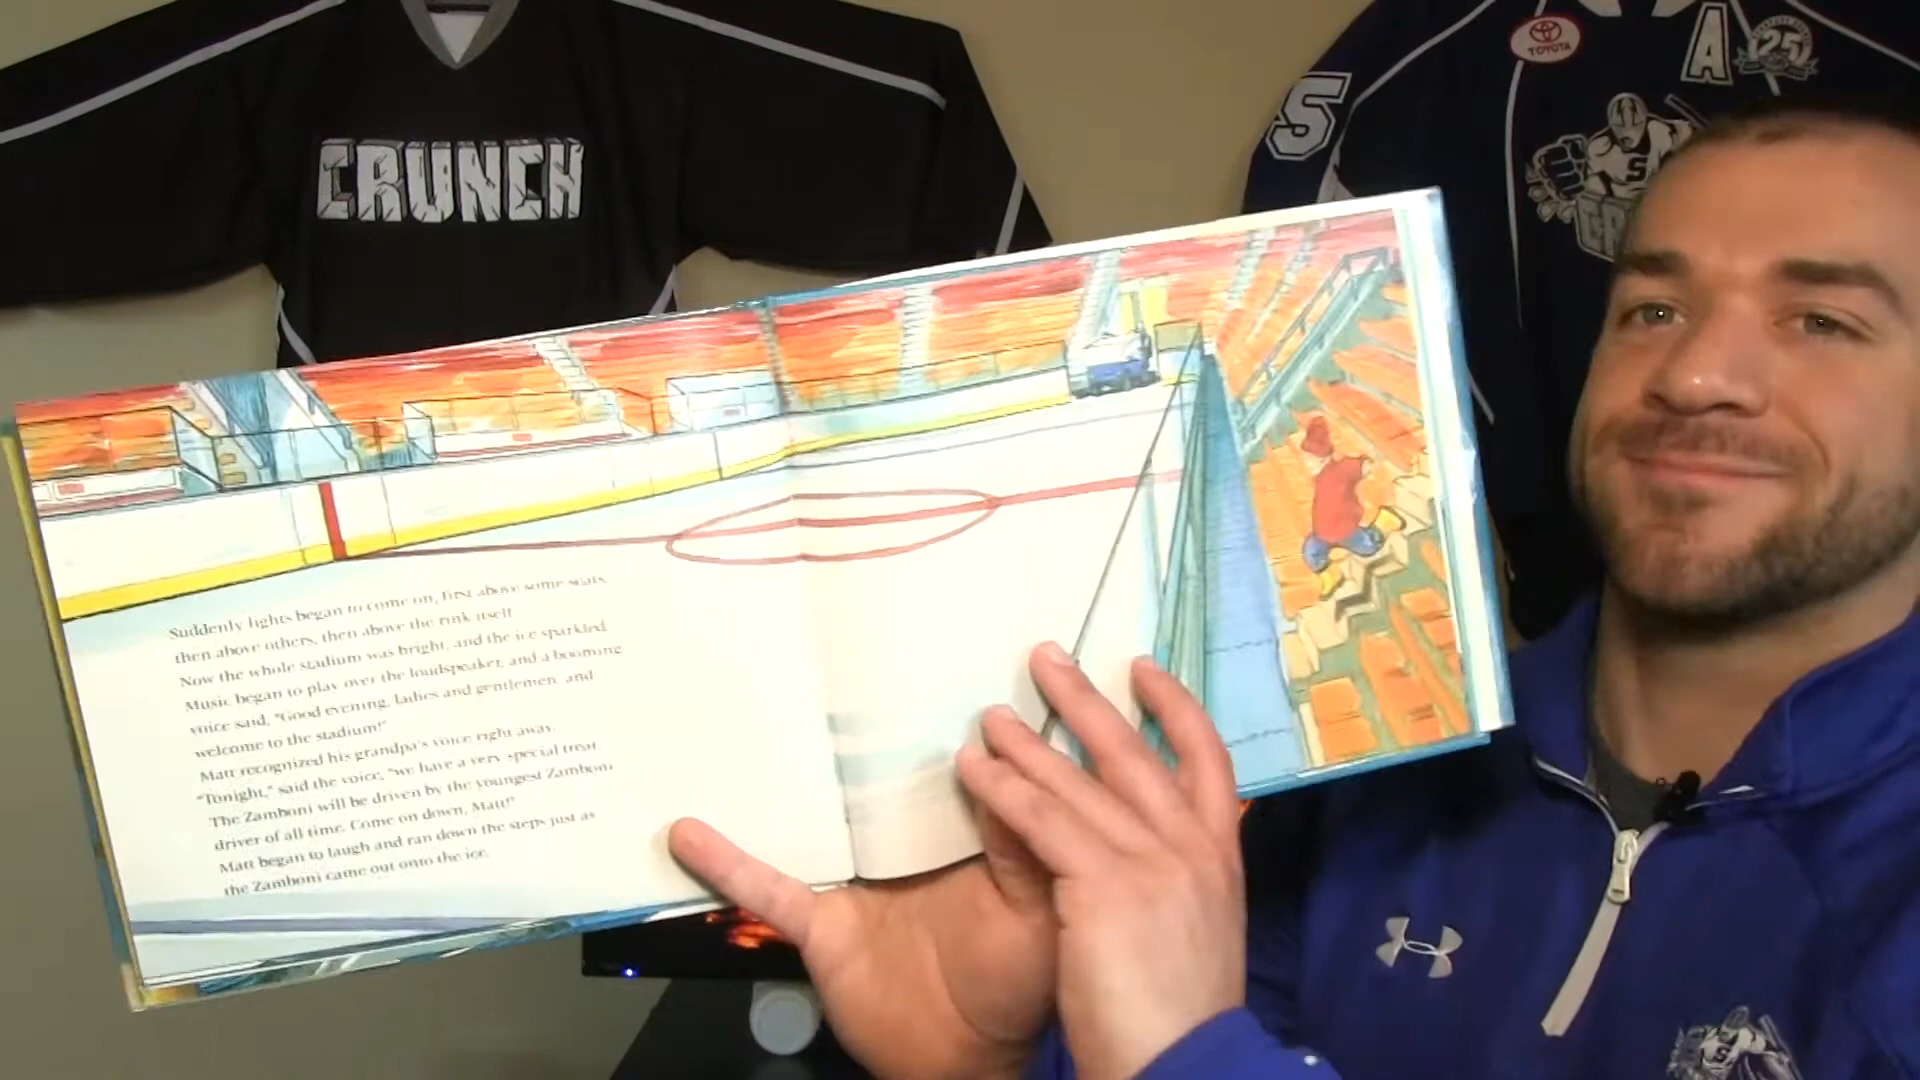 CRUNCH
TOYOTA
A
25
S
S
Suddenly lights began to come on, first above some seats,
then above others, then above the rink itself.
Now the whole stadium was bright, and the ice sparkled.
Music began to play over the loudspeaker, and a booming
voice said, "Good evening, ladies and gentlemen, and
welcome to the stadium!"
Matt recognized his grandpa's voice right away.
"Tonight," said the voice, "we have a very special treat.
The Zamboni will be driven by the youngest Zamboni
driver of all time. Come on down, Matt!"
Matt began to laugh and ran down the steps just as
the Zamboni came out onto the ice.